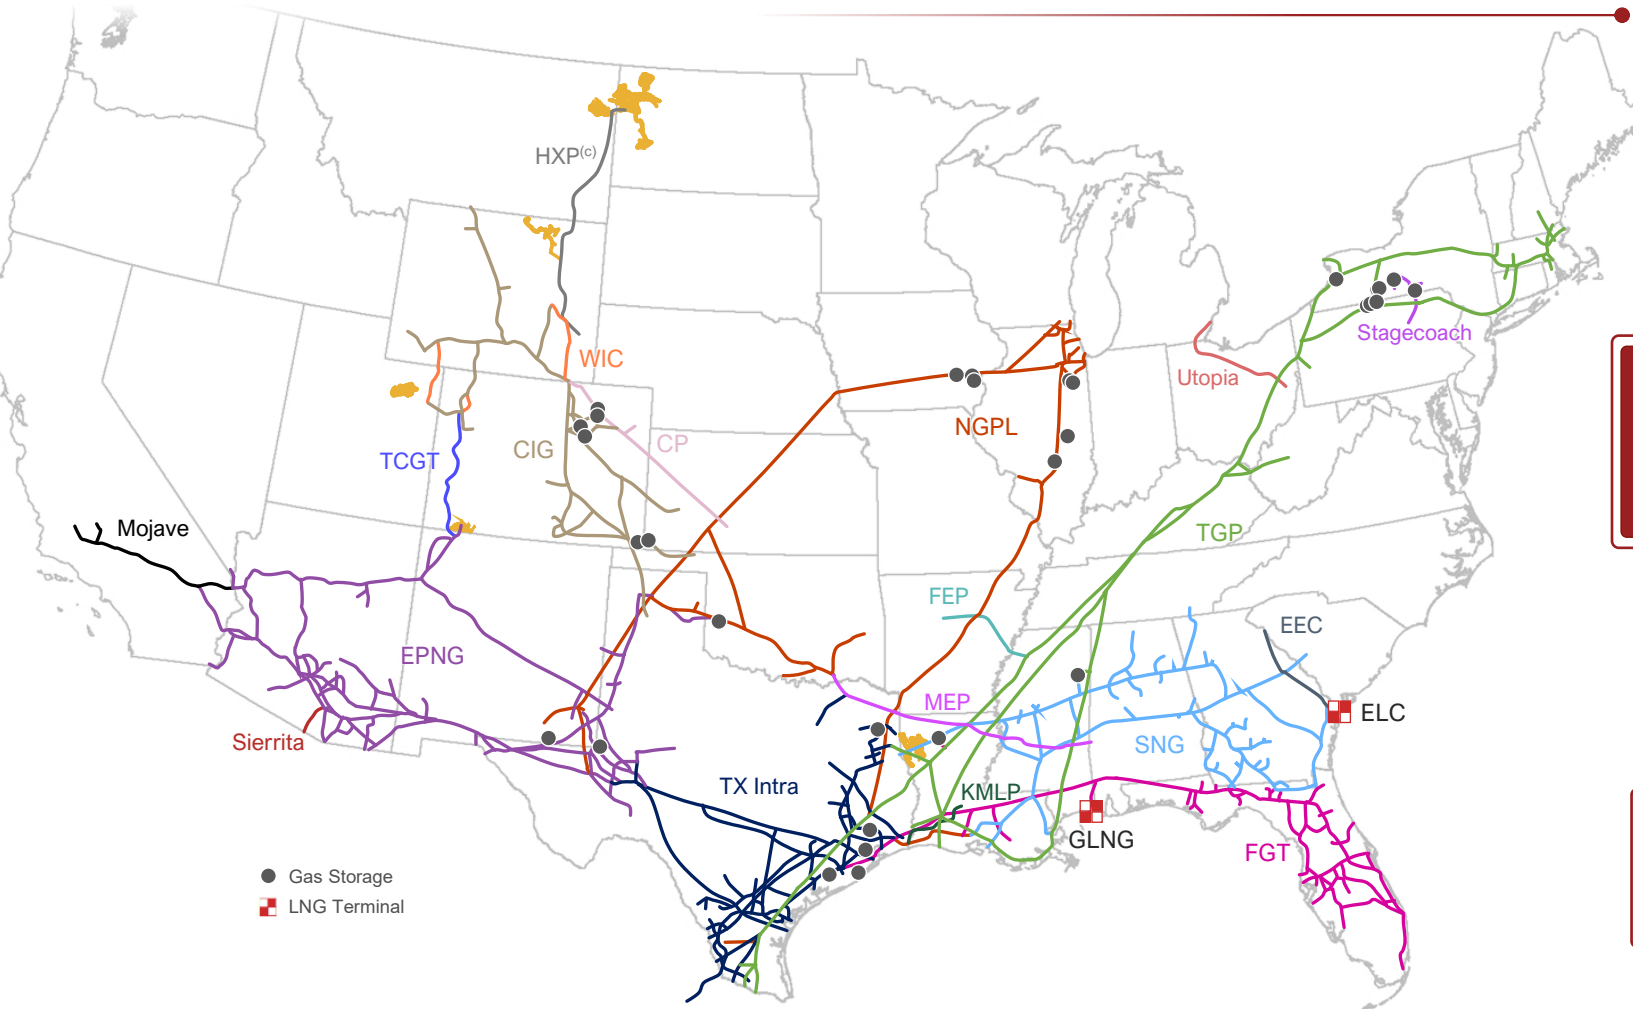 HXP(c)
WIC
Stagecoach
Utopia
NGPL
CP
CIG
TCGT
Mojave
TGP
FEP
EEC
EPNG
MEP
ELC
Sierrita
SNG
TX Intra
KMLP
GLNG
FGT
Gas Storage
LNG Terminal